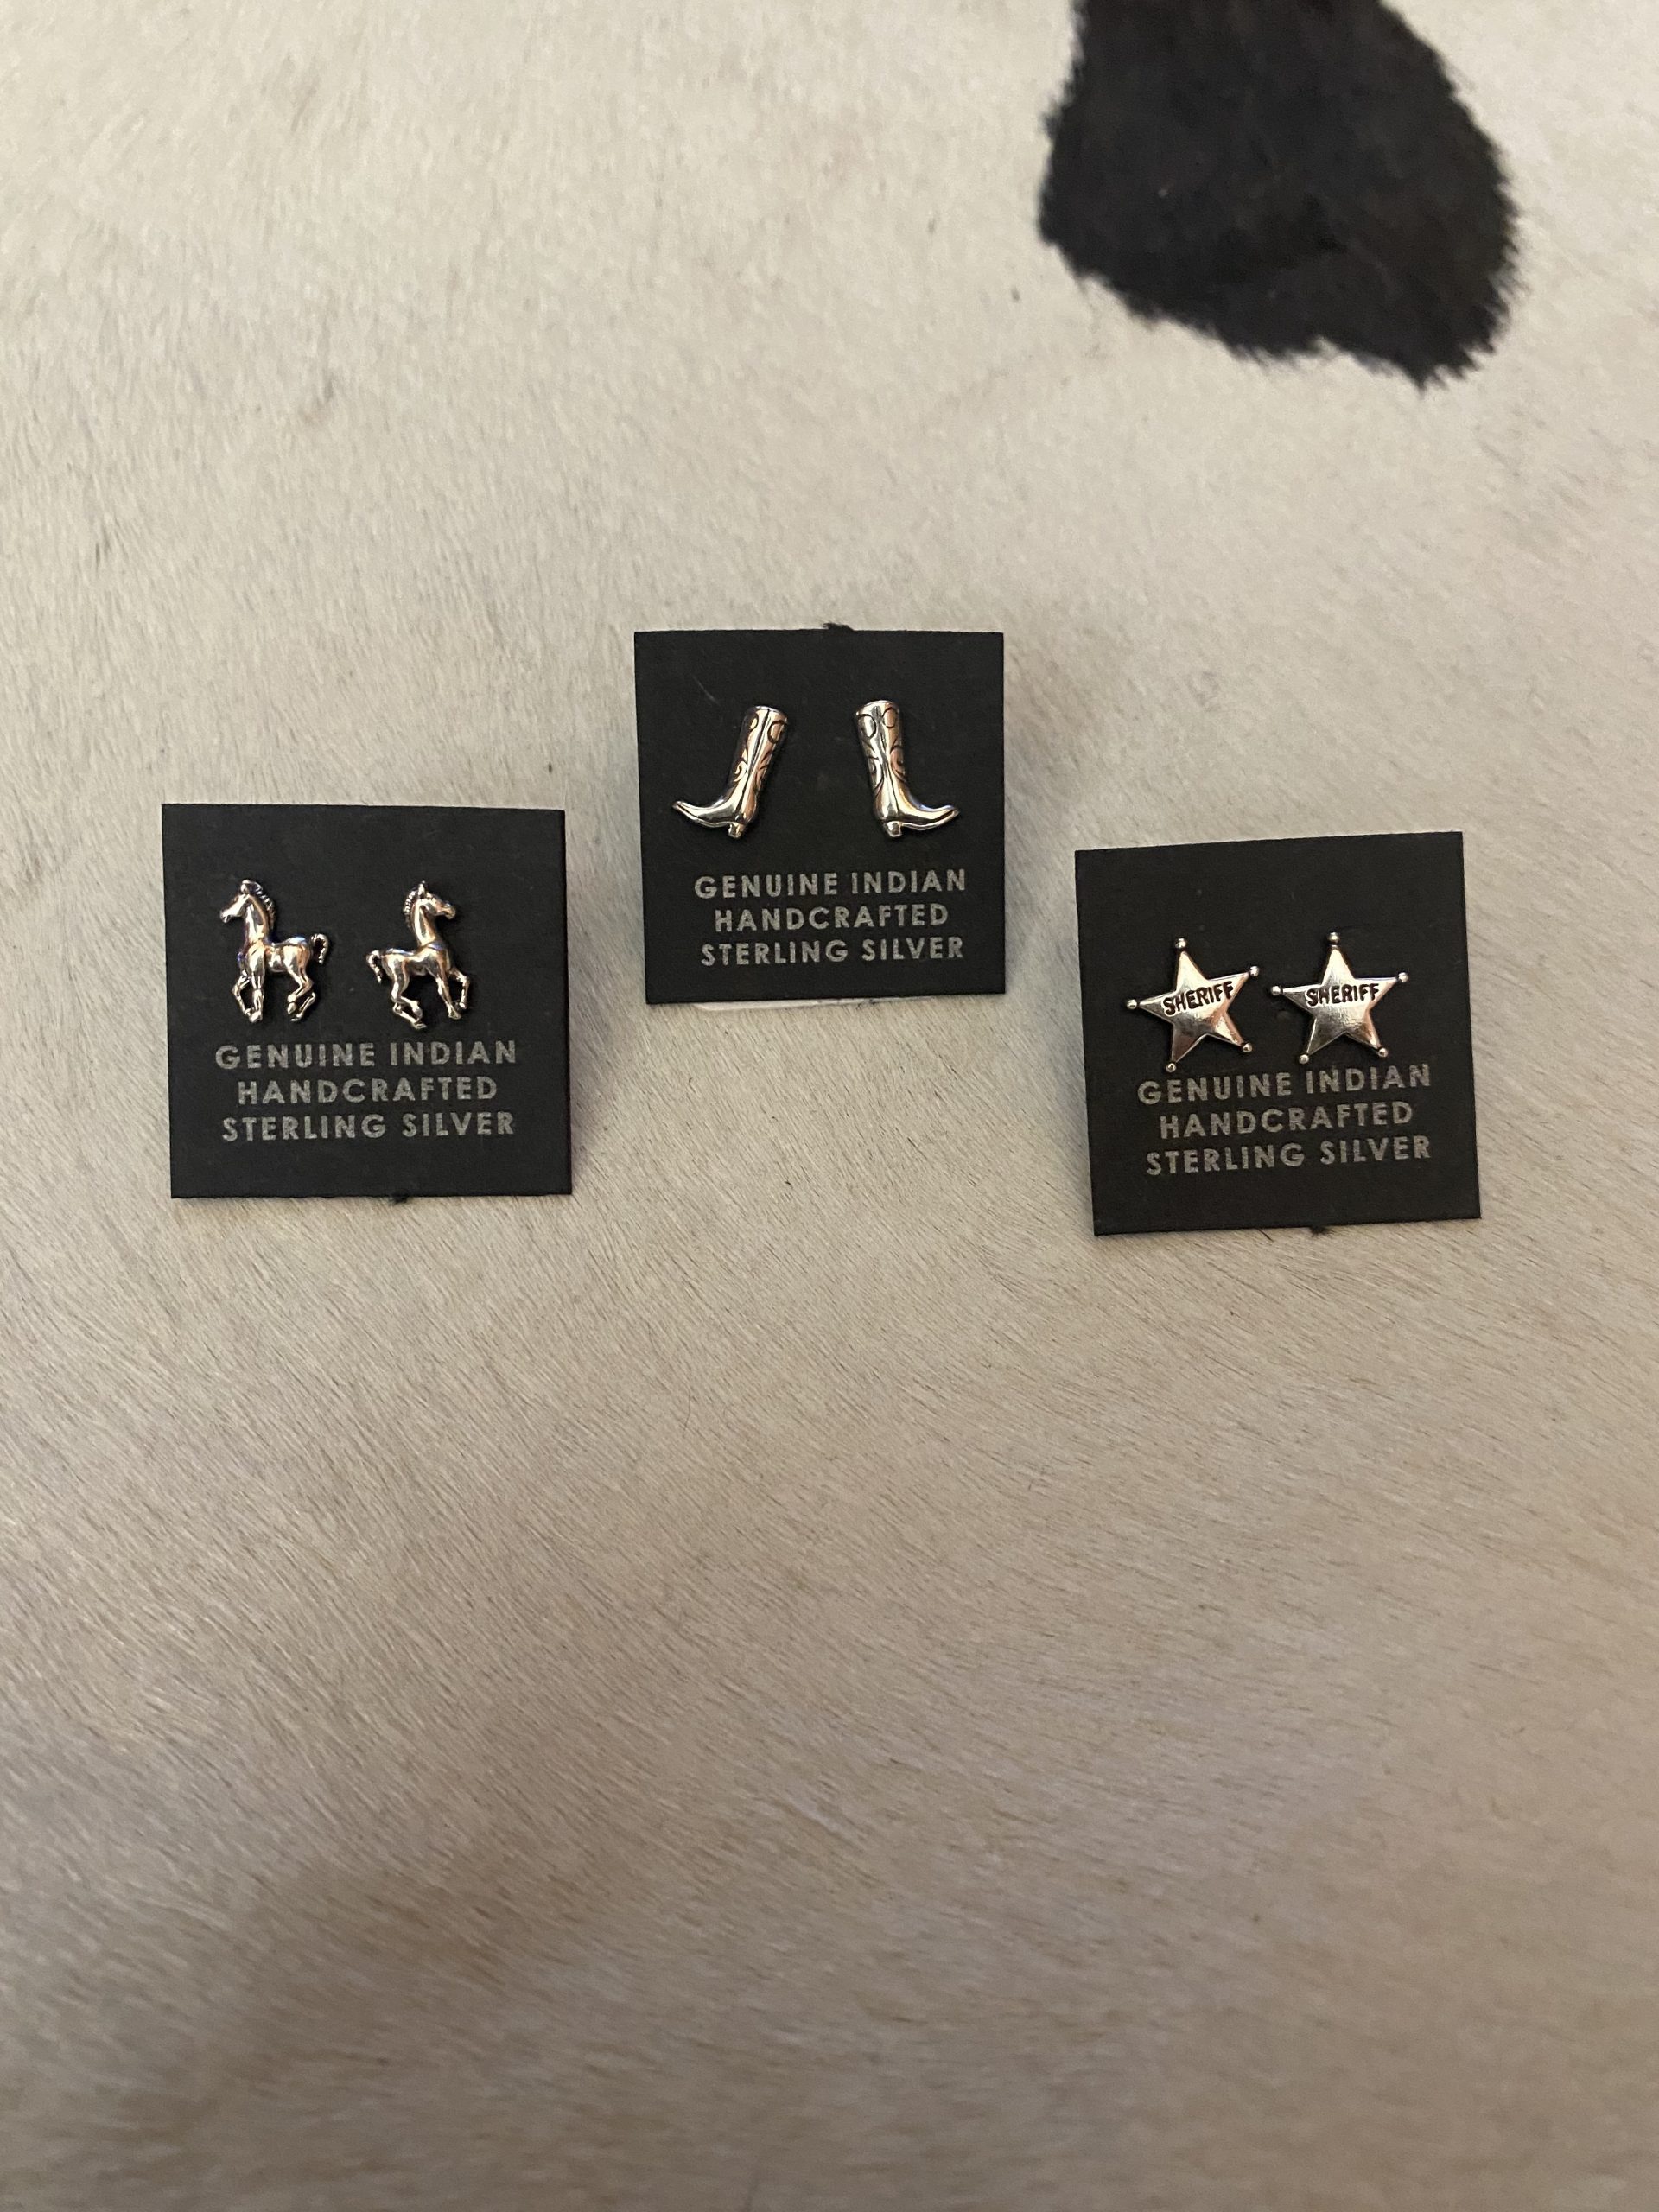 GENUINE INDIAN
HANDCRAFTED
STERLING SILVER
GENUINE INDIAN
HANDCRAFTED
STERLING SILVER
SHERIFF SHERIFF
GENUINE INDIAN
HANDCRAFTED
STERLING SILVER